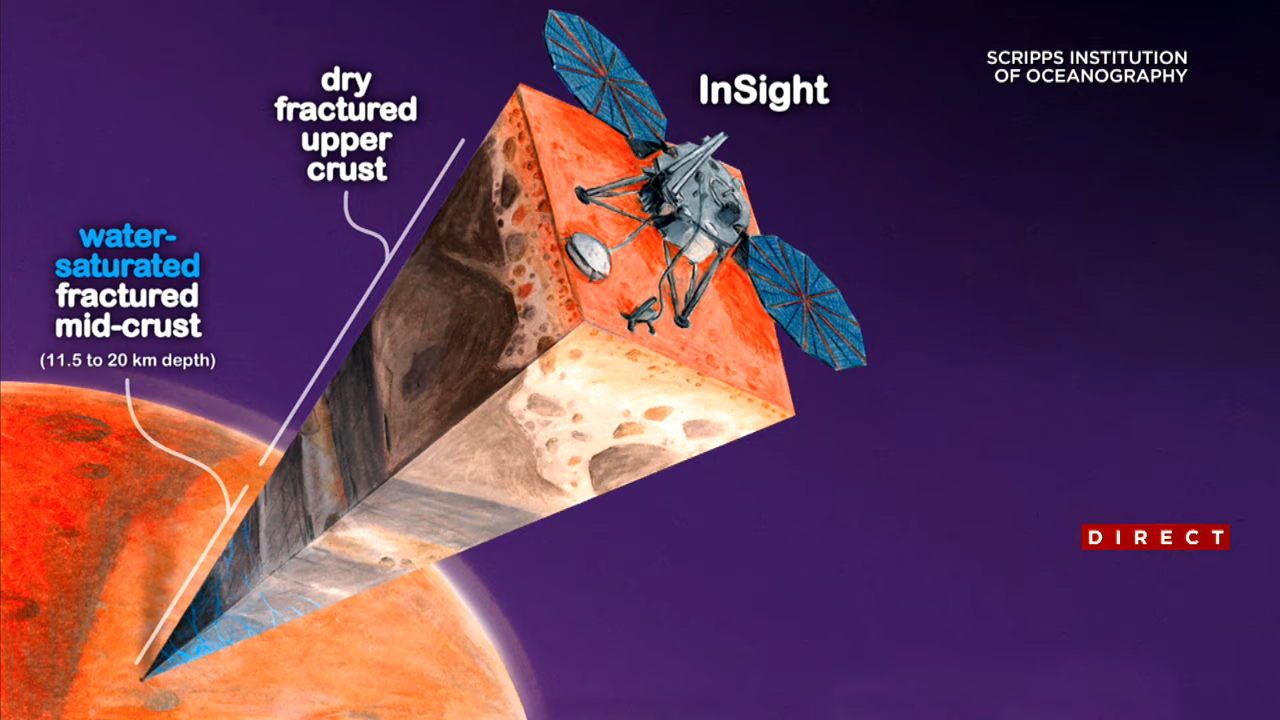 SCRIPPS INSTITUTION
OF OCEANOGRAPHY
InSight
dry
fractured
upper
crust
water-
saturated
fractured
mid-crust
(11.5 to 20 km depth)
DIRECT